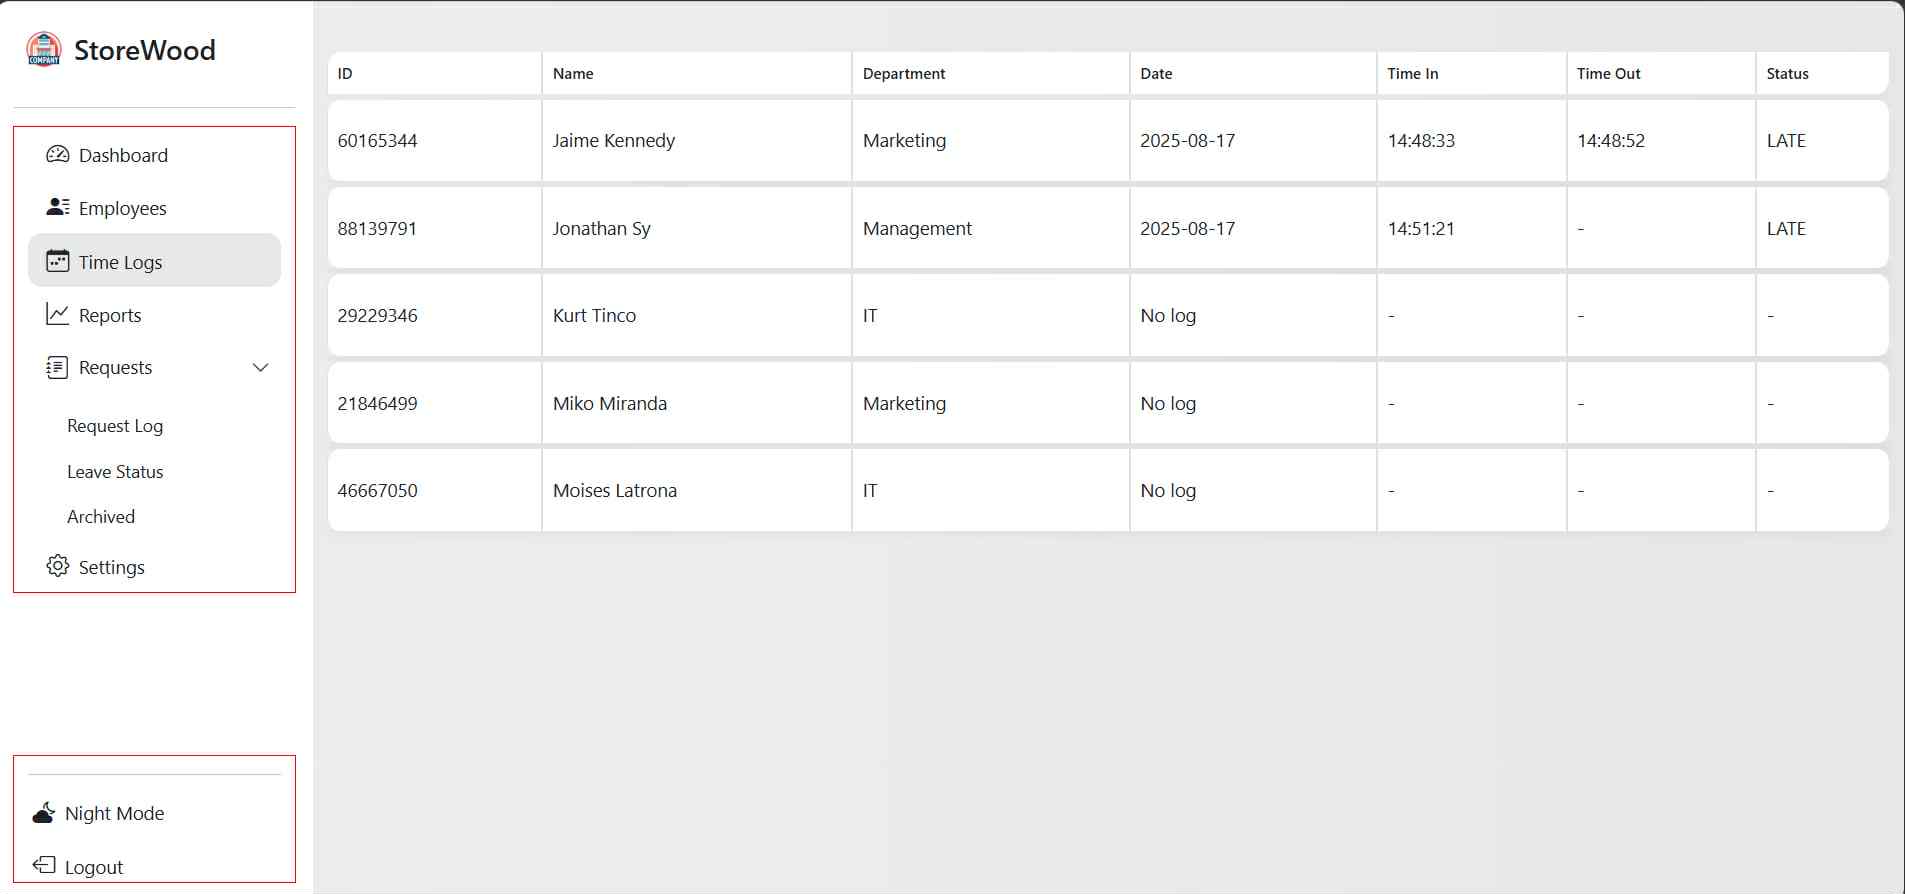 COMPANY
StoreWood
Dashboard
Employees
Time Logs
Reports
Requests
Request Log
Leave Status
Archived
Settings
Night Mode
Logout
ID Name Department Date Time In Time Out Status
60165344 Jaime Kennedy Marketing 2025-08-17 14:48:33 14:48:52 LATE
88139791 Jonathan Sy Management 2025-08-17 14:51:21 - LATE
29229346 Kurt Tinco IT No log - - -
21846499 Miko Miranda Marketing No log - - -
46667050 Moises Latrona IT No log - - -